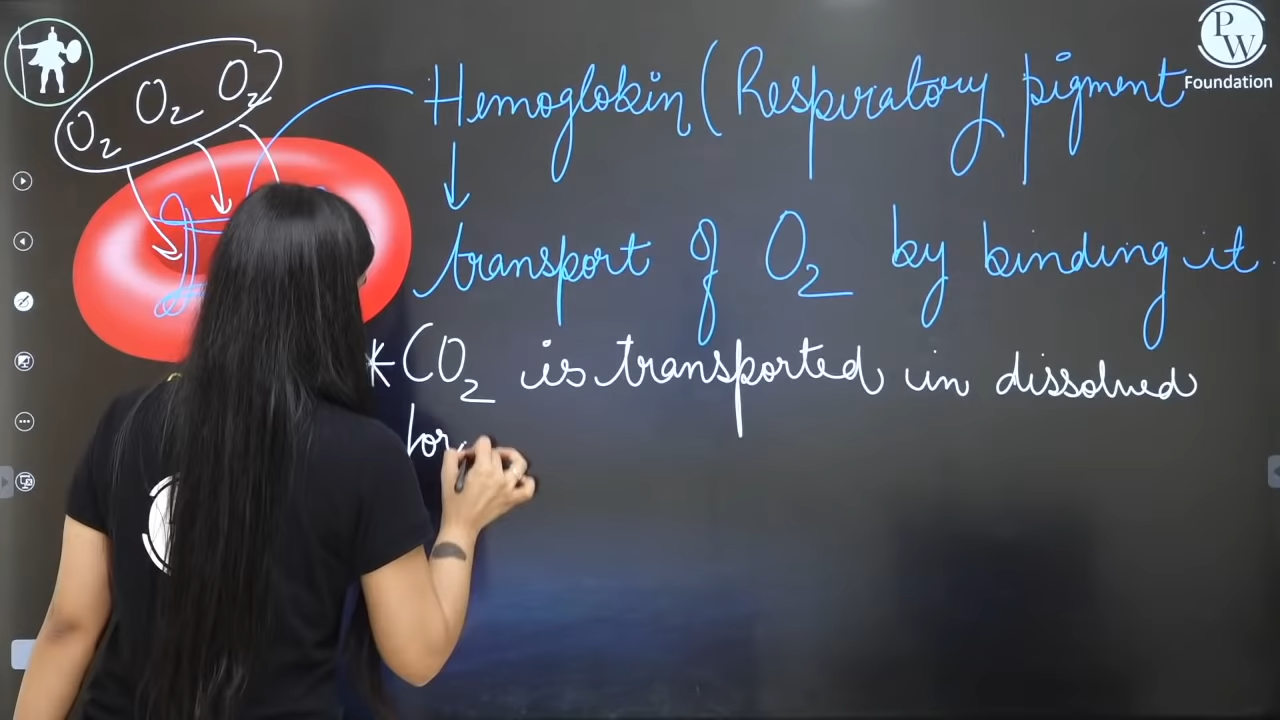 O2 O2 O2
Hemoglobin (Respiratory pigment
transport of O2 by binding it
*CO2 is transported in dissolved
for
PW
Foundation